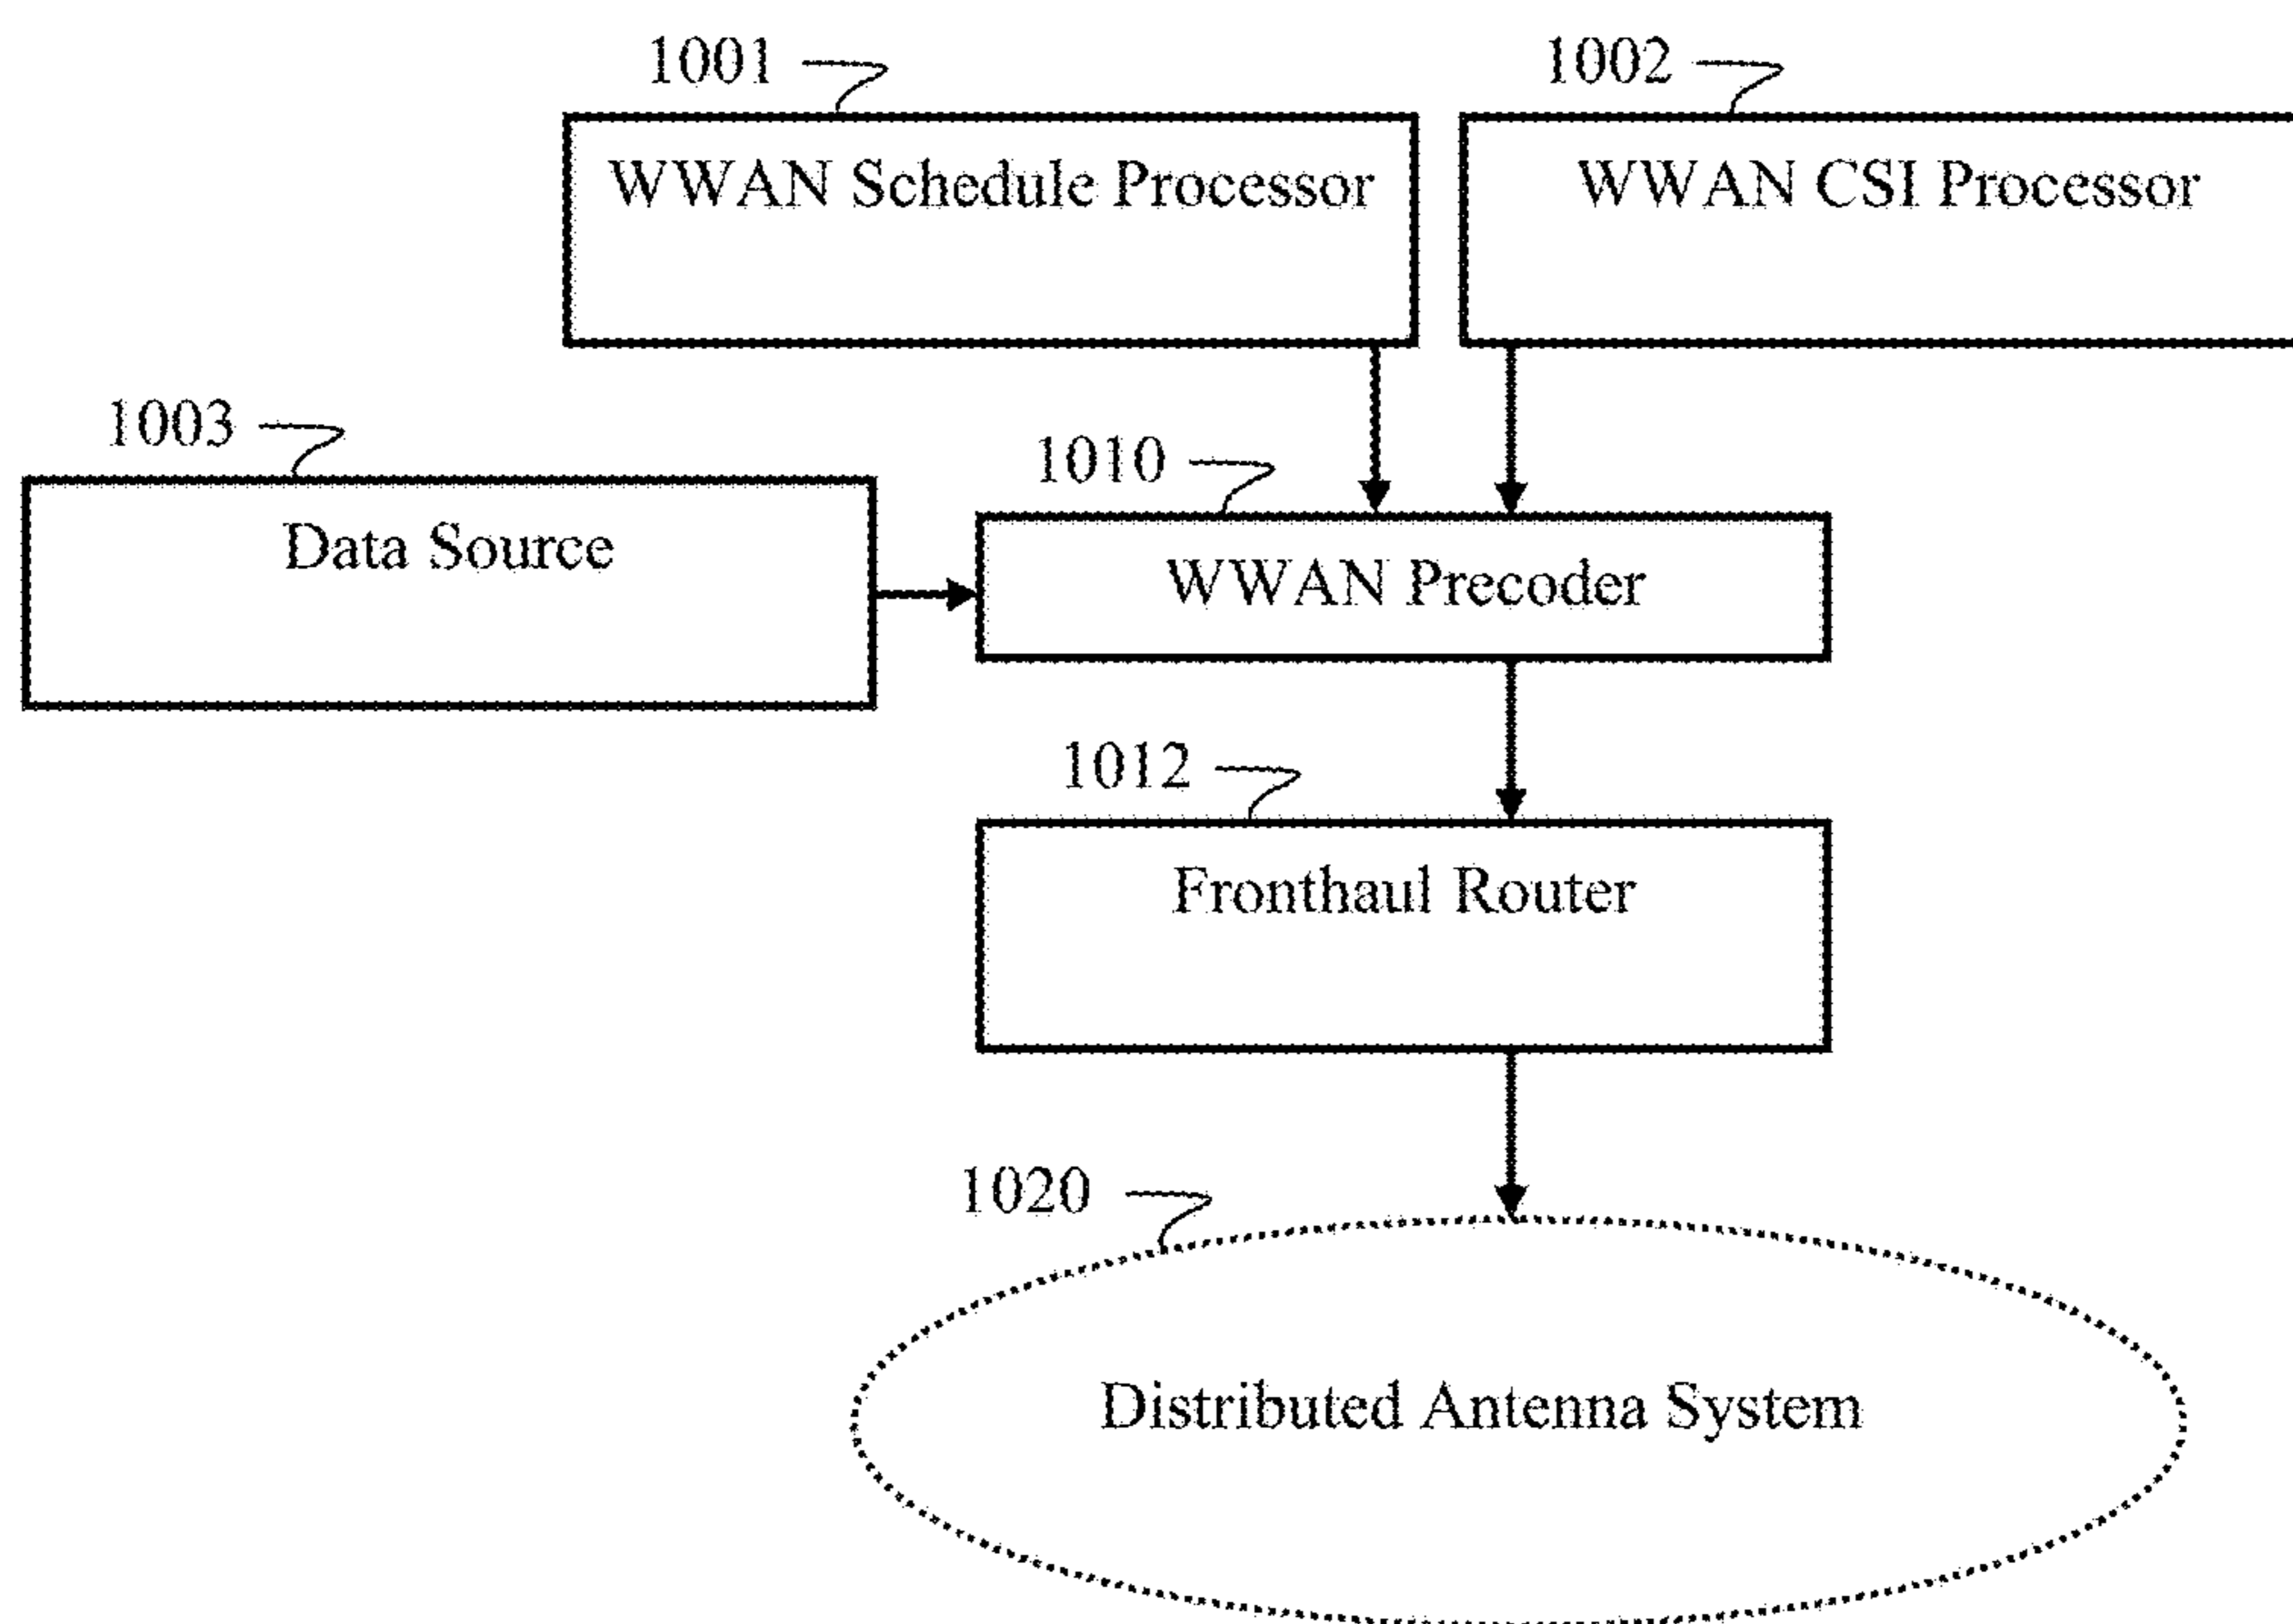 1001
1002
WWAN Schedule Processor
WWAN CSI Processor
1003
1010
Data Source
WWAN Precoder
1012
Fronthaul Router
1020
Distributed Antenna System